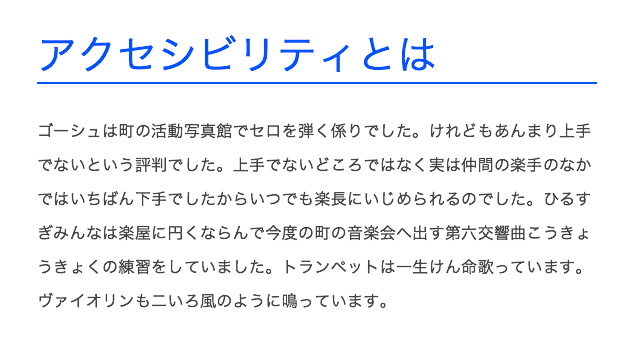 アクセシビリティとは
ゴーシュは町の活動写真館でセロを弾く係りでした。けれどもあんまり上手
でないという評判でした。上手でないどころではなく実は仲間の楽手のなか
ではいちばん下手でしたからいつでも楽長にいじめられるのでした。ひるす
ぎみんなは楽屋に円くならんで今度の町の音楽会へ出す第六交響曲こうきょ
うきょくの練習をしていました。トランペットは一生けん命歌っています。
ヴァイオリンも二いろ風のように鳴っています。